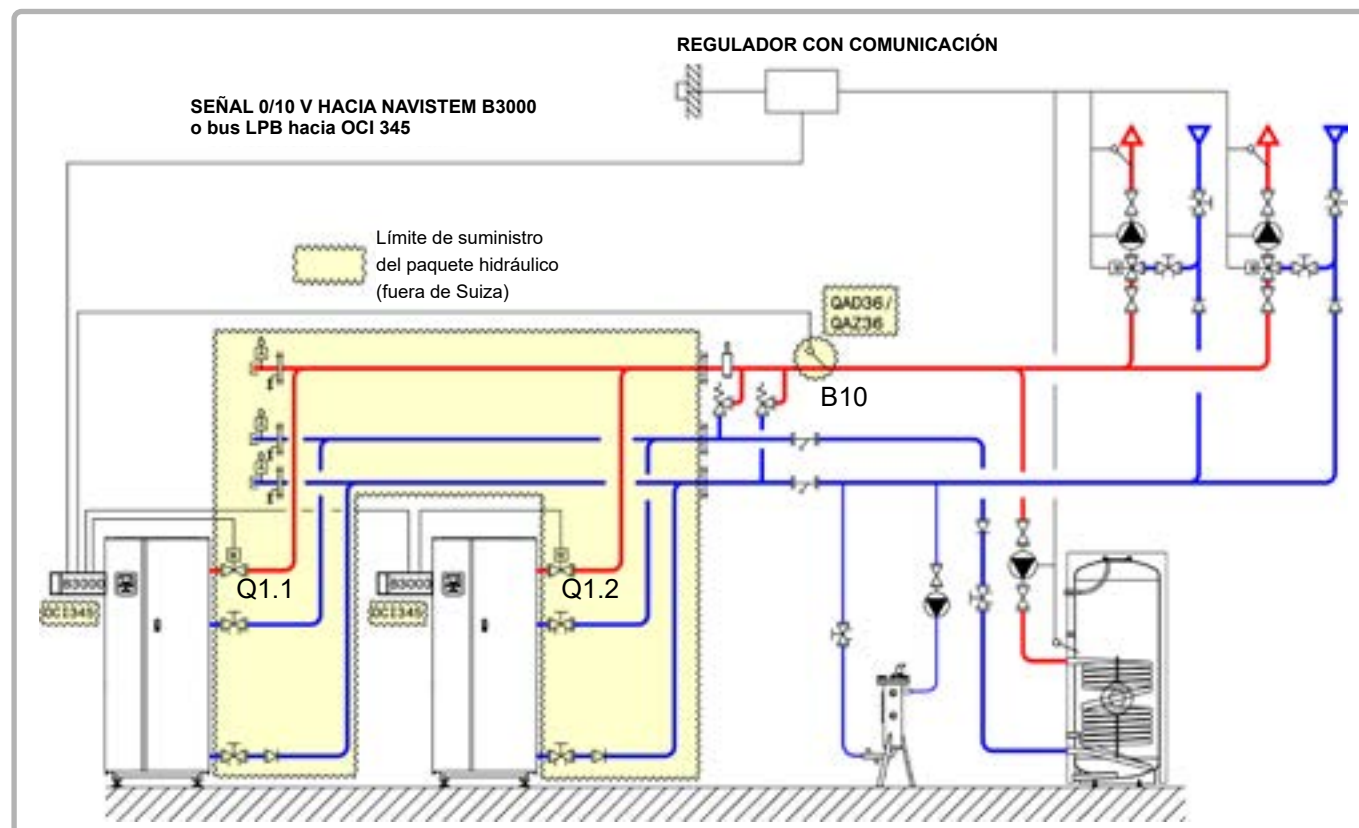 REGULADOR CON COMUNICACIÓN
SEÑAL 0/10 V HACIA NAVISTEM B3000
o bus LPB hacia OCI 345
Límite de suministro
del paquete hidráulico
(fuera de Suiza)
QAD36 /
QAZ36
B10
B3000
Q1.1
B3000
Q1.2
OCI345
OCI345